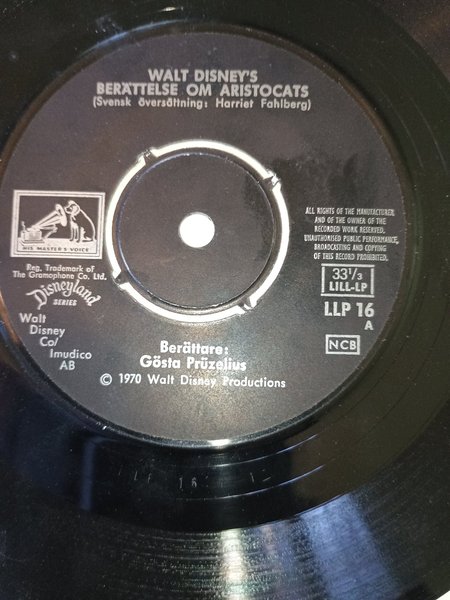 WALT DISNEY'S
BERÄTTELSE OM ARISTOCATS
(Svensk översättning: Harriet Fahlberg)
HIS MASTER'S VOICE
Reg. Trademark of
The Gramophone Co. Ltd.
Disneyland
SERIES
Walt
Disney
Co/
Imudico
AB
ALL RIGHTS OF THE MANUFACTURER
AND OF THE OWNER OF THE
RECORDED WORK RESERVED,
UNAUTHORISED PUBLIC PERFORMANCE,
BROADCASTING AND COPYING
OF THIS RECORD PROHIBITED.
33 1/3
LILL-LP
LLP 16
A
NCB
Berättare:
Gösta Prüzelius
© 1970 Walt Disney Productions